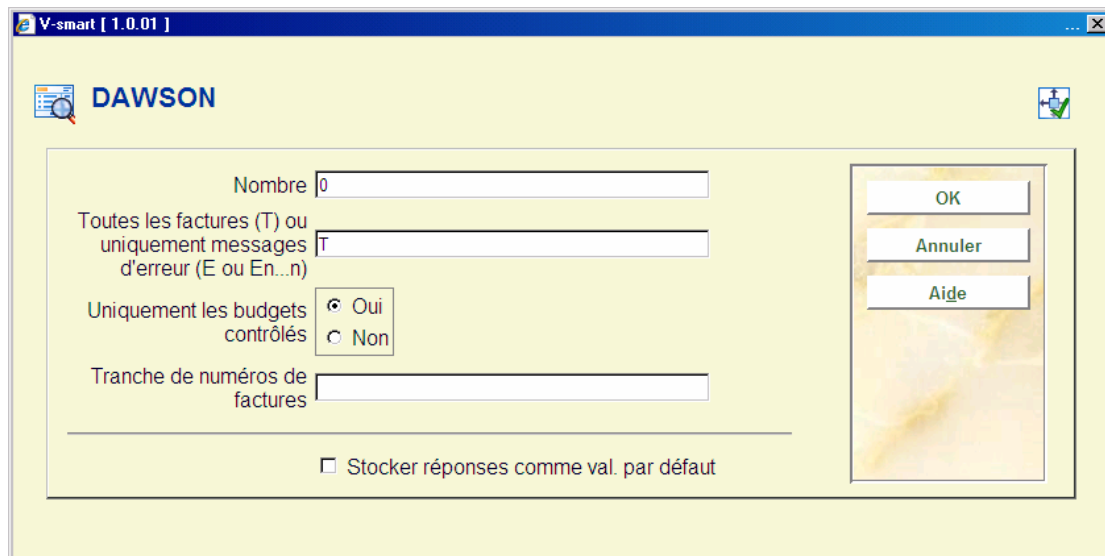 V-smart [ 1.0.01 ]
...
DAWSON
Nombre 0
Toutes les factures (T) ou
uniquement messages T
d'erreur (E ou En...n)
Uniquement les budgets
contrôlés
Oui
Non
Tranche de numéros de
factures
Stocker réponses comme val. par défaut
OK
Annuler
Aide